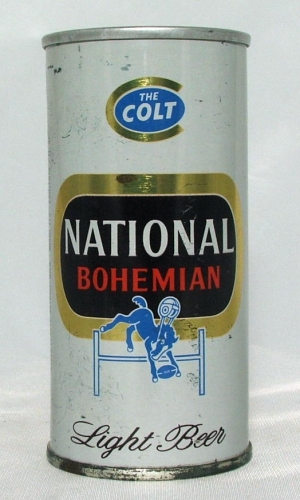 THE
COLT
NATIONAL
BOHEMIAN
Light Beer